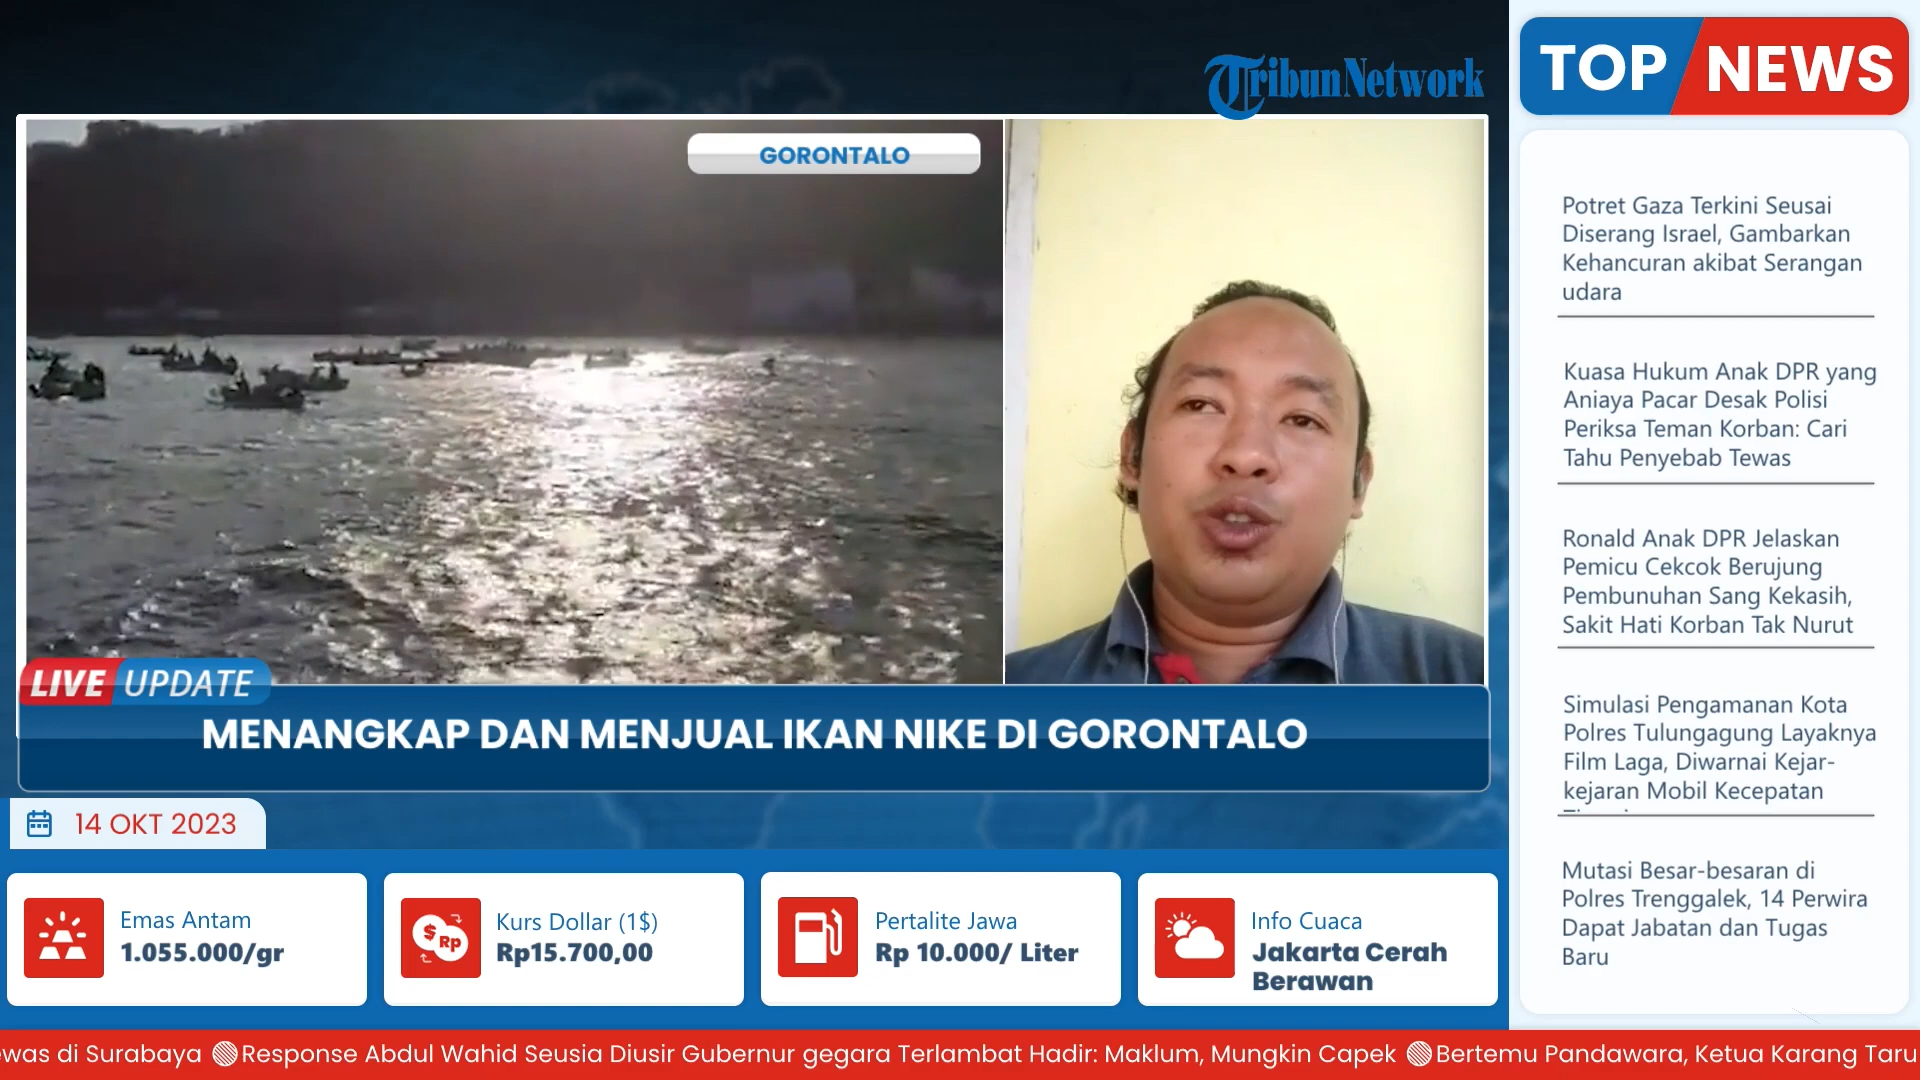 TribunNetwork
GORONTALO
LIVE UPDATE
MENANGKAP DAN MENJUAL IKAN NIKE DI GORONTALO
14 OKT 2023
Emas Antam
1.055.000/gr
Kurs Dollar (1$)
Rp15.700,00
Pertalite Jawa
Rp 10.000/ Liter
Info Cuaca
Jakarta Cerah
Berawan
TOP NEWS
Potret Gaza Terkini Seusai
Diserang Israel, Gambarkan
Kehancuran akibat Serangan
udara
Kuasa Hukum Anak DPR yang
Aniaya Pacar Desak Polisi
Periksa Teman Korban: Cari
Tahu Penyebab Tewas
Ronald Anak DPR Jelaskan
Pemicu Cekcok Berujung
Pembunuhan Sang Kekasih,
Sakit Hati Korban Tak Nurut
Simulasi Pengamanan Kota
Polres Tulungagung Layaknya
Film Laga, Diwarnai Kejar-
kejaran Mobil Kecepatan
Mutasi Besar-besaran di
Polres Trenggalek, 14 Perwira
Dapat Jabatan dan Tugas
Baru
ewas di Surabaya Response Abdul Wahid Seusia Diusir Gubernur gegara Terlambat Hadir: Maklum, Mungkin Capek Bertemu Pandawara, Ketua Karang Taru